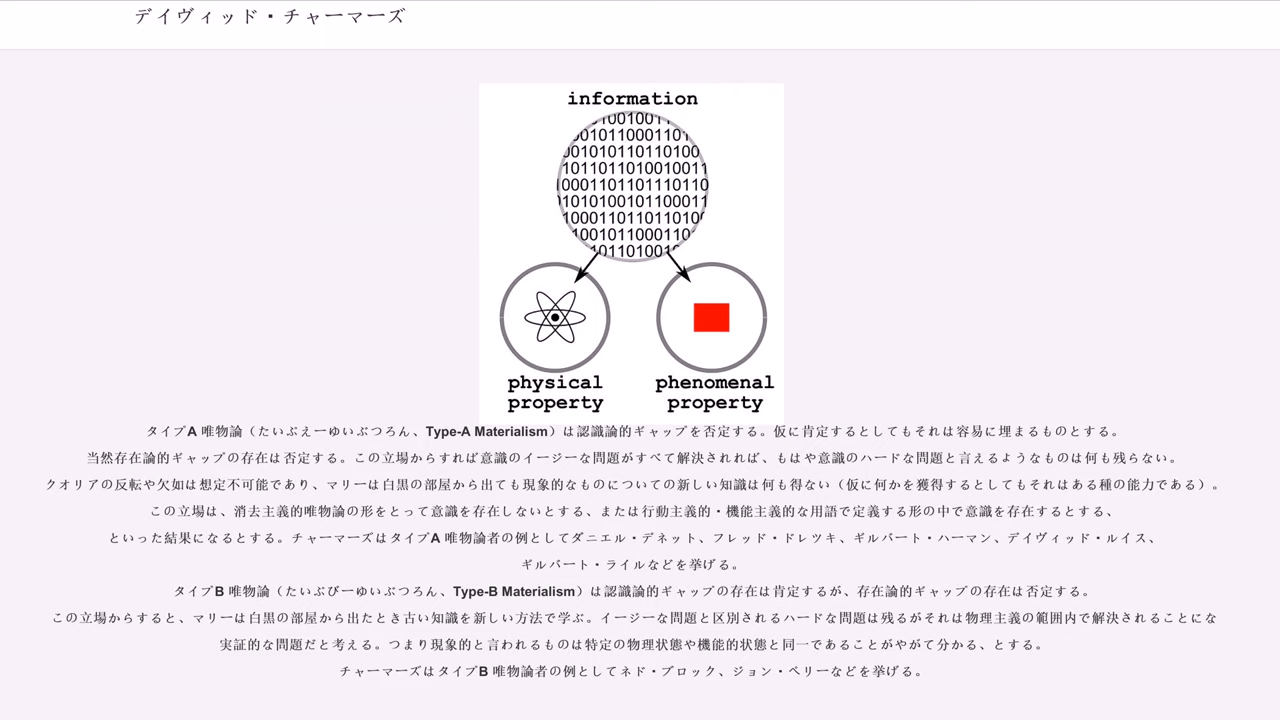 デイヴィッド・チャーマーズ
information
10010011
0010110001101
00101011011010 0
1011011010010011
10001101101110110
1101010010110001 1
1000110110110100
100101100011 00
1011010010
physical property
phenomenal property
タイプA 唯物論（たいぷえーゆいぶつろん、Type-A Materialism）は認識論的ギャップを否定する。仮に肯定するとしてもそれは容易に埋まるものとする。
当然存在論的ギャップの存在は否定する。この立場からすれば意識のイージーな問題がすべて解決されれば、もはや意識のハードな問題と言えるようなものは何も残らない。
クオリアの反転や欠如は想定不可能であり、マリーは白黒の部屋から出ても現象的なものについての新しい知識は何も得ない（仮に何かを獲得するとしてもそれはある種の能力である）。
この立場は、消去主義的唯物論の形をとって意識を存在しないとする、または行動主義的・機能主義的な用語で定義する形の中で意識を存在するとする、
といった結果になるとする。チャーマーズはタイプA 唯物論者の例としてダニエル・デネット、フレッド・ドレツキ、ギルバート・ハーマン、デイヴィッド・ルイス、
ギルバート・ライルなどを挙げる。
タイプB 唯物論（たいぷびーゆいぶつろん、Type-B Materialism）は認識論的ギャップの存在は肯定するが、存在論的ギャップの存在は否定する。
この立場からすると、マリーは白黒の部屋から出たとき古い知識を新しい方法で学ぶ。イージーな問題と区別されるハードな問題は残るがそれは物理主義の範囲内で解決されることにな
実証的な問題だと考える。つまり現象的と言われるものは特定の物理状態や機能的状態と同一であることがやがて分かる、とする。
チャーマーズはタイプB 唯物論者の例としてネド・ブロック、ジョン・ペリーなどを挙げる。